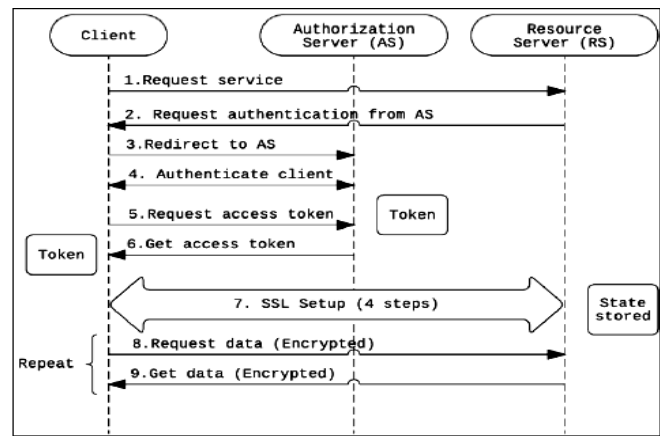 Client
Authorization
Server (AS)
Resource
Server (RS)
1.Request service
2. Request authentication from AS
3.Redirect to AS
4. Authenticate client
5.Request access token
Token
6.Get access token
Token
7. SSL Setup (4 steps)
State
stored
8.Request data (Encrypted)
Repeat
9.Get data (Encrypted)